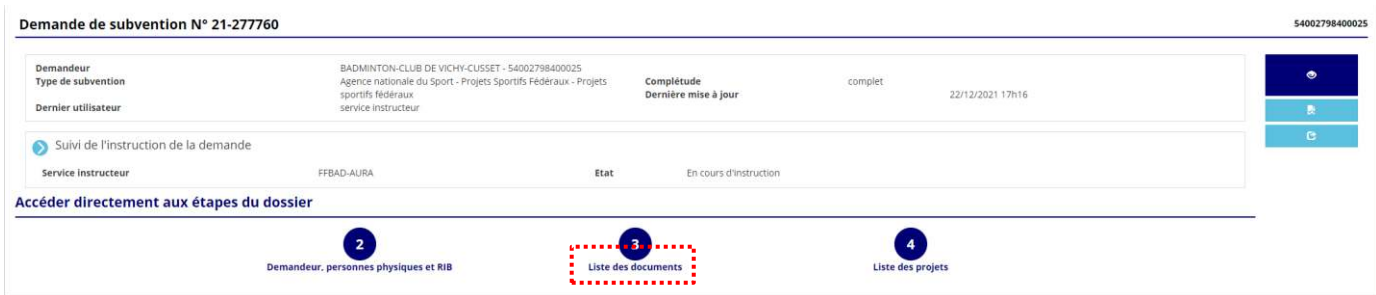 Demande de subvention N° 21-277760
54002798400025
Demandeur BADMINTON-CLUB DE VICHY-CUSSET - 54002798400025
Type de subvention Agence nationale du Sport - Projets Sportifs Fédéraux - Projets sportifs fédéraux
Complétude complet
Dernière mise à jour 22/12/2021 17h16
Dernier utilisateur service instructeur
Suivi de l'instruction de la demande
Service instructeur FFBAD-AURA Etat En cours d'instruction
Accéder directement aux étapes du dossier
2 3 4
Demandeur, personnes physiques et RIB Liste des documents Liste des projets